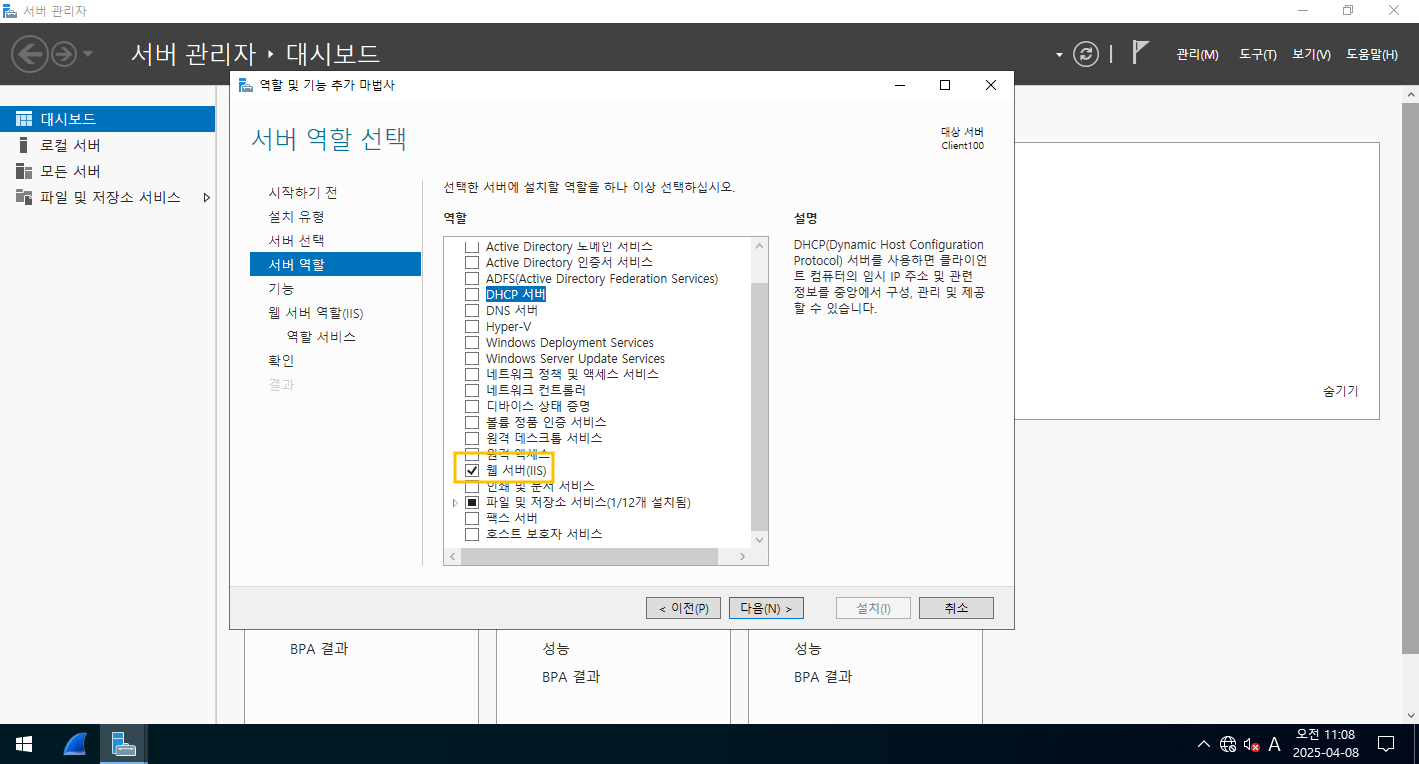 서버 관리자
서버 관리자 ‣ 대시보드
관리(M) 도구(T) 보기(V) 도움말(H)
대시보드
로컬 서버
모든 서버
파일 및 저장소 서비스
역할 및 기능 추가 마법사
서버 역할 선택
대상 서버
Client100
시작하기 전
설치 유형
서버 선택
서버 역할
기능
웹 서버 역할(IIS)
역할 서비스
확인
결과
선택한 서버에 설치할 역할을 하나 이상 선택하십시오.
역할
Active Directory 도메인 서비스
Active Directory 인증서 서비스
ADFS(Active Directory Federation Services)
DHCP 서버
DNS 서버
Hyper-V
Windows Deployment Services
Windows Server Update Services
네트워크 정책 및 액세스 서비스
네트워크 컨트롤러
디바이스 상태 증명
볼륨 정품 인증 서비스
원격 데스크톱 서비스
원격 액세스
웹 서버(IIS)
인쇄 및 문서 서비스
파일 및 저장소 서비스(1/12개 설치됨)
팩스 서버
호스트 보호자 서비스
설명
DHCP(Dynamic Host Configuration
Protocol) 서버를 사용하면 클라이언
트 컴퓨터의 임시 IP 주소 및 관련
정보를 중앙에서 구성, 관리 및 제공
할 수 있습니다.
숨기기
< 이전(P) 다음(N) > 설치(I) 취소
BPA 결과
성능
BPA 결과
성능
BPA 결과
A
오전 11:08
2025-04-08